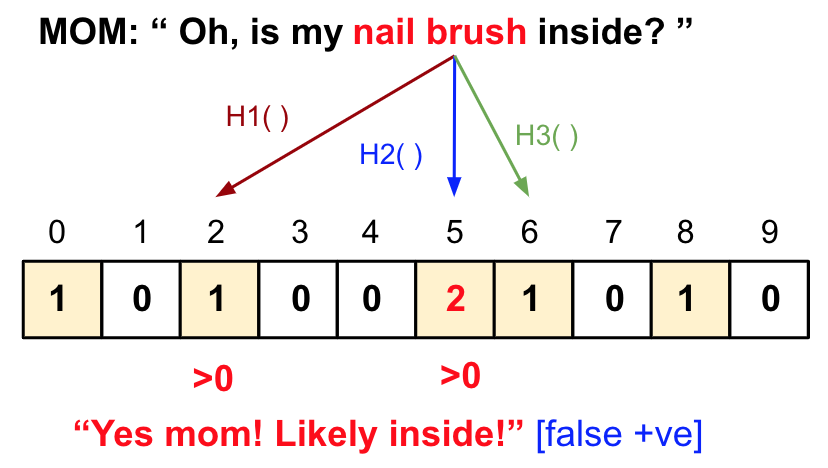 MOM: “ Oh, is my nail brush inside? ”
H1( )
H2( )
H3( )
0 1 2 3 4 5 6 7 8 9
1 0 1 0 0 2 1 0 1 0
>0 >0
“Yes mom! Likely inside!” [false +ve]